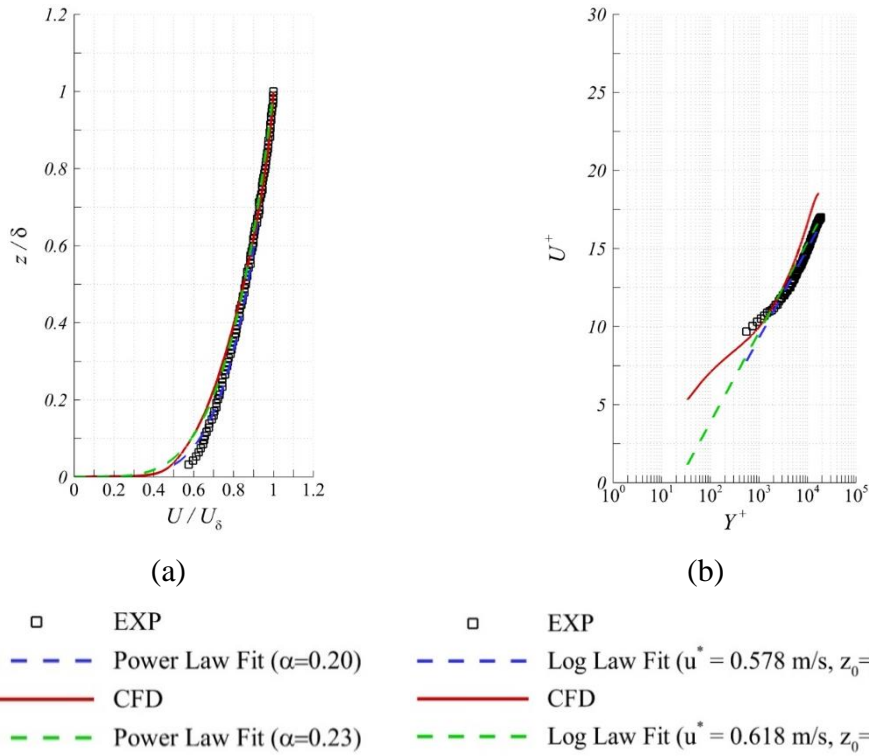 1.2
1
0.8
0.6
0.4
0.2
0
z/δ
0 0.2 0.4 0.6 0.8 1 1.2
U/U_δ
(a)
30
25
20
15
10
5
0
U⁺
10⁰ 10¹ 10² 10³ 10⁴ 10⁵
Y⁺
(b)
EXP
Power Law Fit (α=0.20)
CFD
Power Law Fit (α=0.23)
EXP
Log Law Fit (u* = 0.578 m/s, z₀=
CFD
Log Law Fit (u* = 0.618 m/s, z₀=